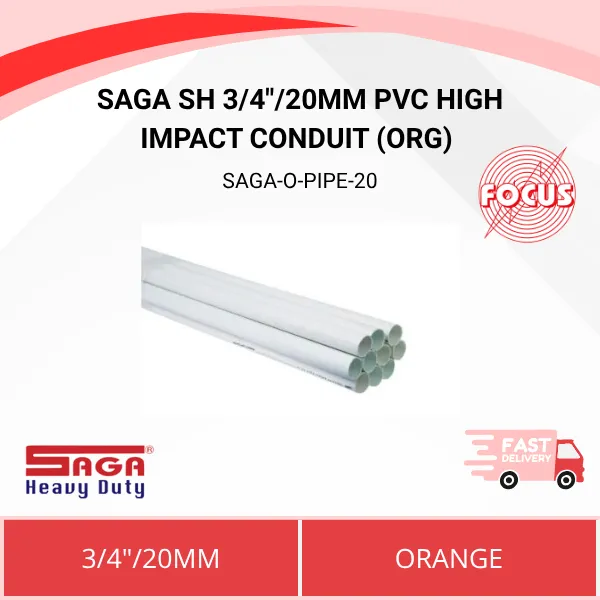 SAGA SH 3/4"/20MM PVC HIGH
IMPACT CONDUIT (ORG)
SAGA-O-PIPE-20
FOCUS
SAGA®
Heavy Duty
FAST
DELIVERY
3/4"/20MM
ORANGE